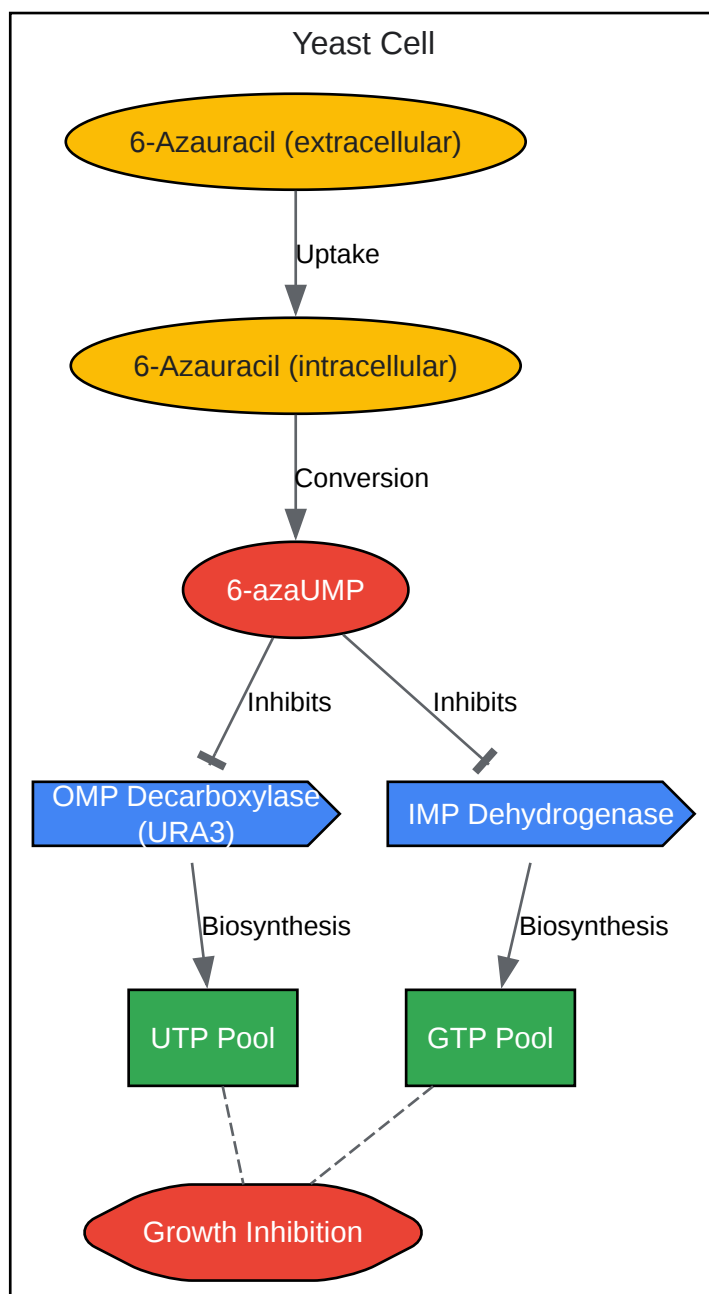 Yeast Cell
6-Azauracil (extracellular)
Uptake
6-Azauracil (intracellular)
Conversion
6-azaUMP
Inhibits
Inhibits
OMP Decarboxylase
(URA3)
IMP Dehydrogenase
Biosynthesis
Biosynthesis
UTP Pool
GTP Pool
Growth Inhibition